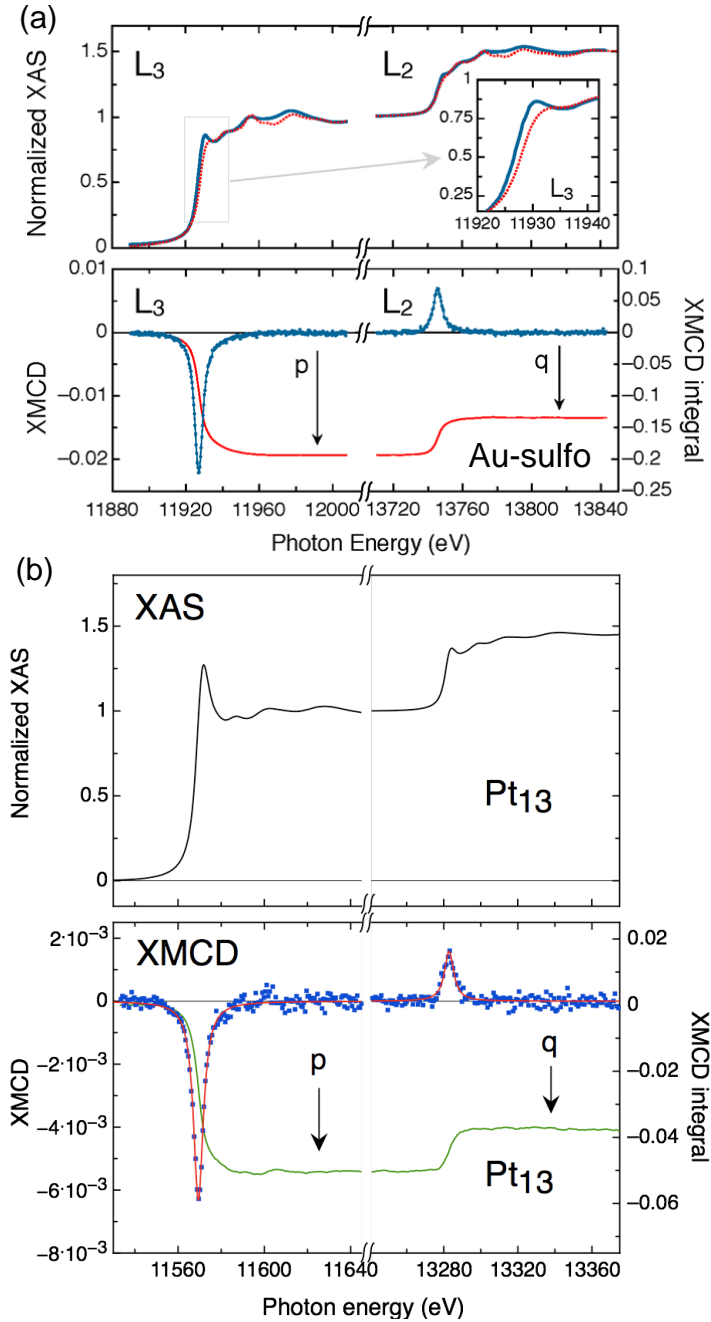 (a)
Normalized XAS
1.5
1
0.5
0
L3
L2
0.75
0.5
0.25
L3
11920 11930 11940
XMCD
0.01
0
−0.01
−0.02
L3
L2
p
q
Au-sulfo
0.1
0.05
0
−0.05
−0.1
−0.15
−0.2
−0.25
XMCD integral
11880 11920 11960 12000 13720 13760 13800 13840
Photon Energy (eV)
(b)
Normalized XAS
1.5
1
0.5
0
XAS
Pt13
XMCD
2·10−3
0
−2·10−3
−4·10−3
−6·10−3
−8·10−3
XMCD
p
q
Pt13
0.02
0
−0.02
−0.04
−0.06
XMCD integral
11560 11600 11640 13280 13320 13360
Photon energy (eV)